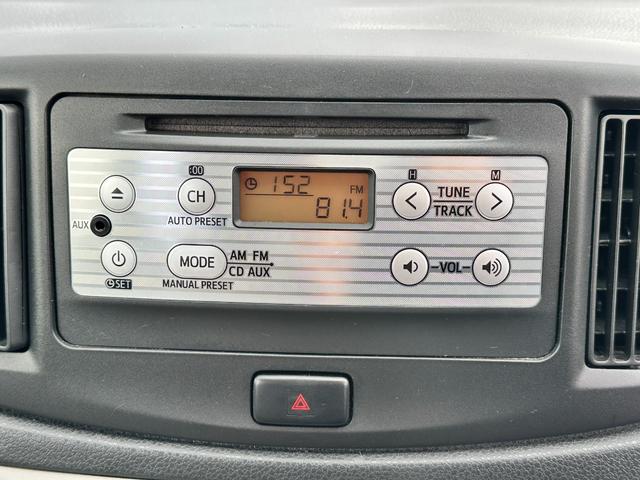 :00
H
M
CH
152
FM
81.4
TUNE
TRACK
AUTO PRESET
AUX
MODE
AM FM
CD AUX
-VOL-
SET
MANUAL PRESET